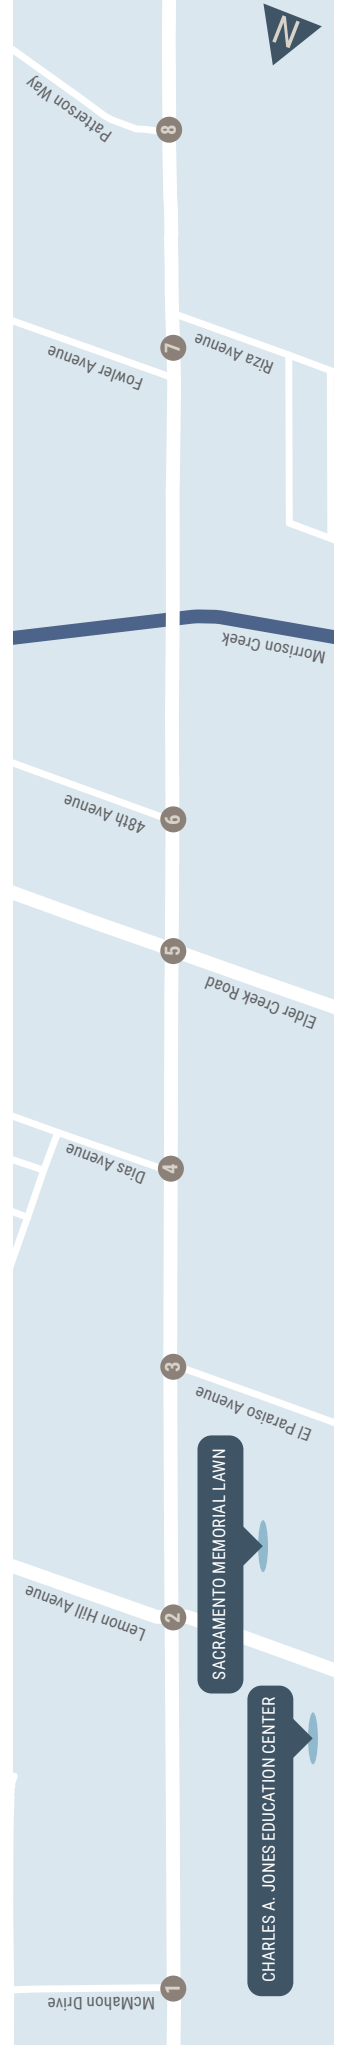 N
8
Patterson Way
7
Fowler Avenue
Riza Avenue
Morrison Creek
6
48th Avenue
5
Elder Creek Road
4
Dias Avenue
3
El Paraiso Avenue
SACRAMENTO MEMORIAL LAWN
2
Lemon Hill Avenue
CHARLES A. JONES EDUCATION CENTER
1
McMahon Drive